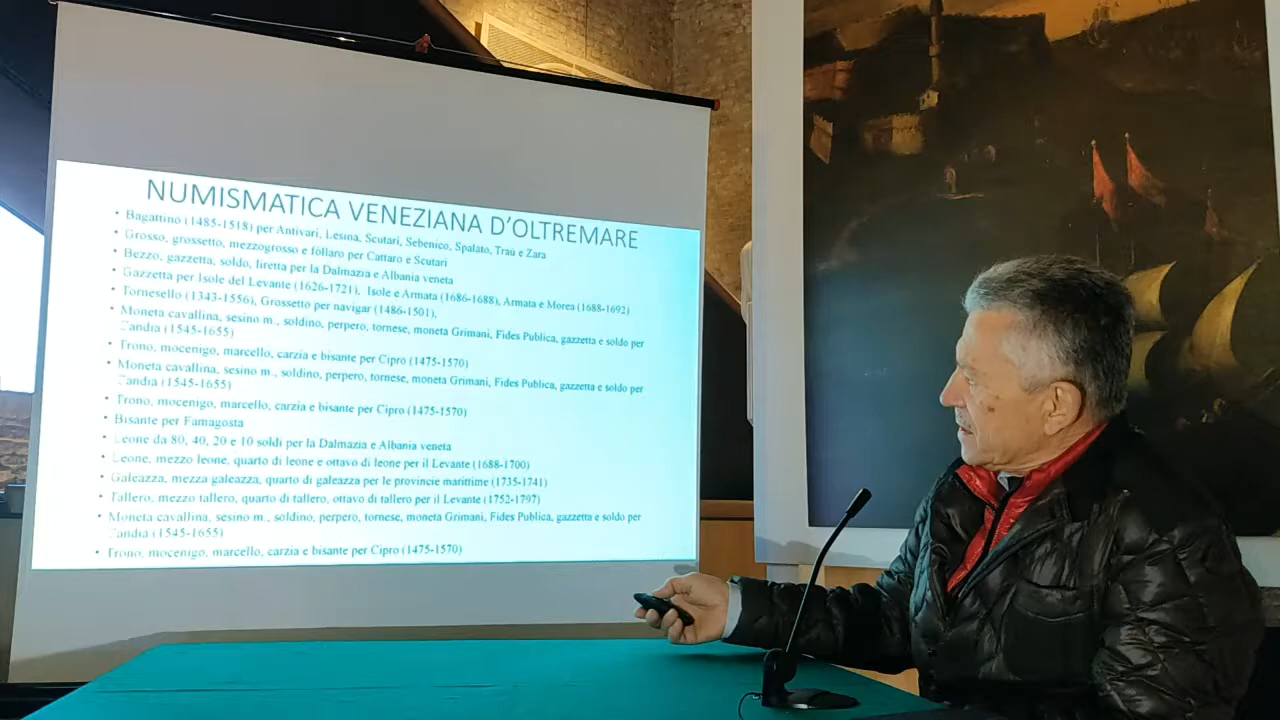 NUMISMATICA VENEZIANA D'OLTREMARE
• Bagattino (1485-1518) per Antivari, Lesina, Scutari, Sebenico, Spalato, Traù e Zara
• Grosso, grossetto, mezzogrosso e follaro per Cattaro e Scutari
• Bezzo, gazzetta, soldo, liretta per la Dalmazia e Albania veneta
• Gazzetta per Isole del Levante (1626-1721), Isole e Armata (1686-1688), Armata e Morea (1688-1692)
• Tornesello (1343-1556), Grossetto per navigar (1486-1501),
• Moneta cavallina, sesino m., soldino, perpero, tornese, moneta Grimani, Fides Publica, gazzetta e soldo per
Candia (1545-1655)
• Trono, mocenigo, marcello, carzia e bisante per Cipro (1475-1570)
• Moneta cavallina, sesino m., soldino, perpero, tornese, moneta Grimani, Fides Publica, gazzetta e soldo per
Candia (1545-1655)
• Trono, mocenigo, marcello, carzia e bisante per Cipro (1475-1570)
• Bisante per Famagosta
• Leone da 80, 40, 20 e 10 soldi per la Dalmazia e Albania veneta
• Leone, mezzo leone, quarto di leone e ottavo di leone per il Levante (1688-1700)
• Galeazza, mezza galeazza, quarto di galeazza per le provincie marittime (1735-1741)
• Tallero, mezzo tallero, quarto di tallero, ottavo di tallero per il Levante (1752-1797)
• Moneta cavallina, sesino m., soldino, perpero, tornese, moneta Grimani, Fides Publica, gazzetta e soldo per
Candia (1545-1655)
• Trono, mocenigo, marcello, carzia e bisante per Cipro (1475-1570)